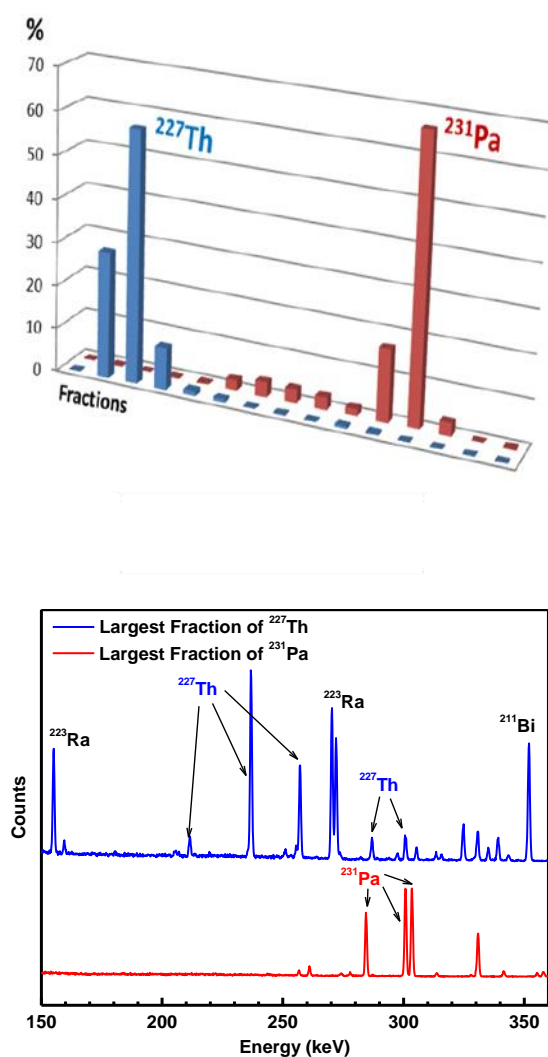 %
70
60
50
40
30
20
10
0
²²⁷Th
²³¹Pa
Fractions
Largest Fraction of ²²⁷Th
Largest Fraction of ²³¹Pa
²²³Ra
²²⁷Th
²²³Ra
²¹¹Bi
²²⁷Th
²³¹Pa
Counts
150 200 250 300 350
Energy (keV)